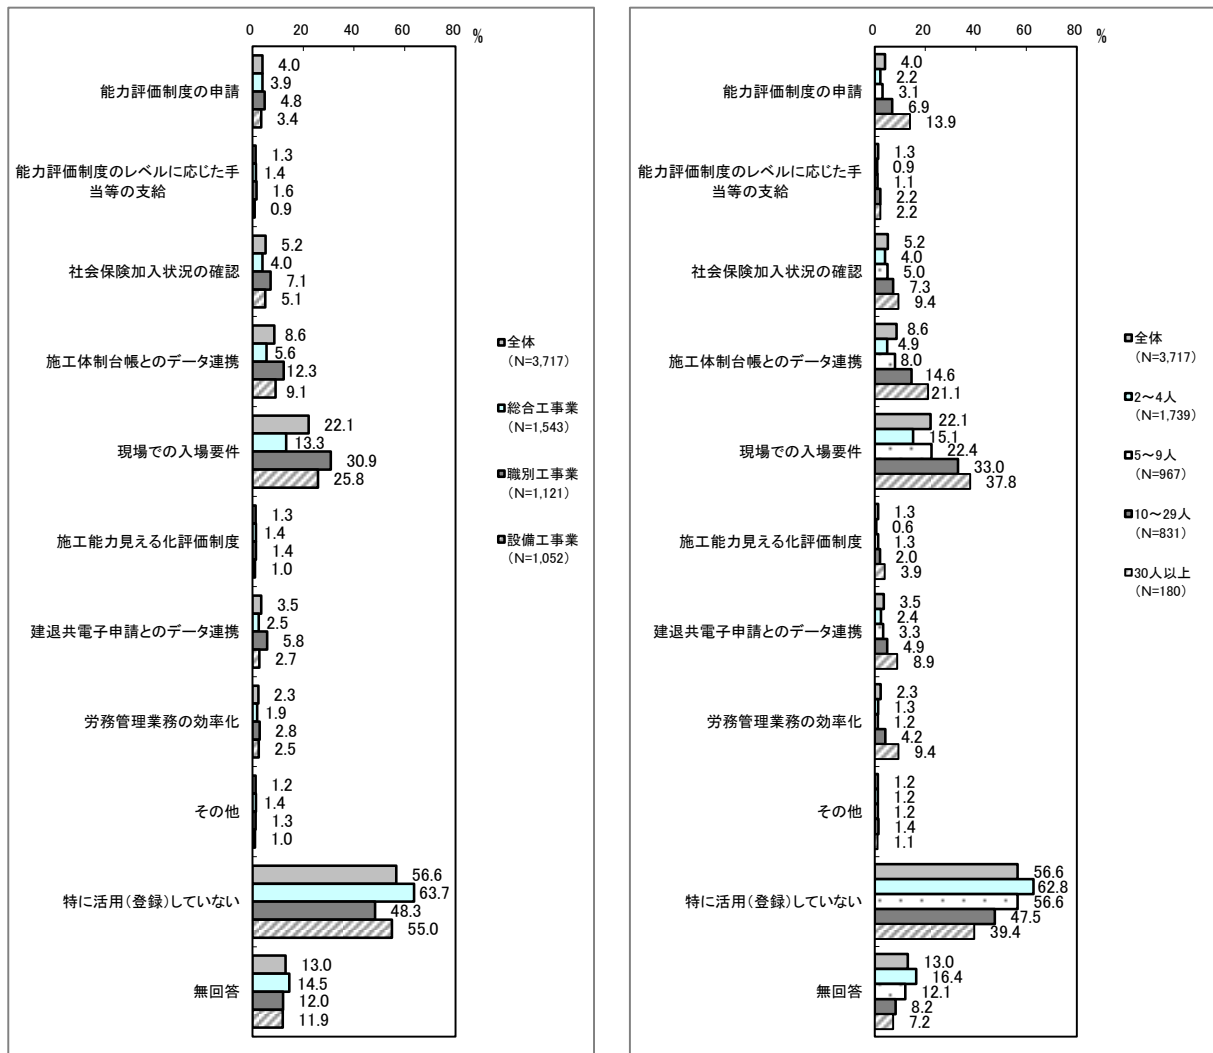 0 20 40 60 80 %
能力評価制度の申請
4.0
3.9
4.8
3.4
能力評価制度のレベルに応じた手
当等の支給
1.3
1.4
1.6
0.9
社会保険加入状況の確認
5.2
4.0
7.1
5.1
施工体制台帳とのデータ連携
8.6
5.6
12.3
9.1
現場での入場要件
22.1
13.3
30.9
25.8
施工能力見える化評価制度
1.3
1.4
1.4
1.0
建退共電子申請とのデータ連携
3.5
2.5
5.8
2.7
労務管理業務の効率化
2.3
1.9
2.8
2.5
その他
1.2
1.4
1.3
1.0
特に活用(登録)していない
56.6
63.7
48.3
55.0
無回答
13.0
14.5
12.0
11.9
全体
(N=3,717)
総合工事業
(N=1,543)
職別工事業
(N=1,121)
設備工事業
(N=1,052)
0 20 40 60 80 %
能力評価制度の申請
4.0
2.2
3.1
6.9
13.9
能力評価制度のレベルに応じた手
当等の支給
1.3
0.9
1.1
2.2
2.2
社会保険加入状況の確認
5.2
4.0
5.0
7.3
9.4
施工体制台帳とのデータ連携
8.6
4.9
8.0
14.6
21.1
現場での入場要件
22.1
15.1
22.4
33.0
37.8
施工能力見える化評価制度
1.3
0.6
1.3
2.0
3.9
建退共電子申請とのデータ連携
3.5
2.4
3.3
4.9
8.9
労務管理業務の効率化
2.3
1.3
1.2
4.2
9.4
その他
1.2
1.2
1.2
1.4
1.1
特に活用(登録)していない
56.6
62.8
56.6
47.5
39.4
無回答
13.0
16.4
12.1
8.2
7.2
全体
(N=3,717)
2～4人
(N=1,739)
5～9人
(N=967)
10～29人
(N=831)
30人以上
(N=180)